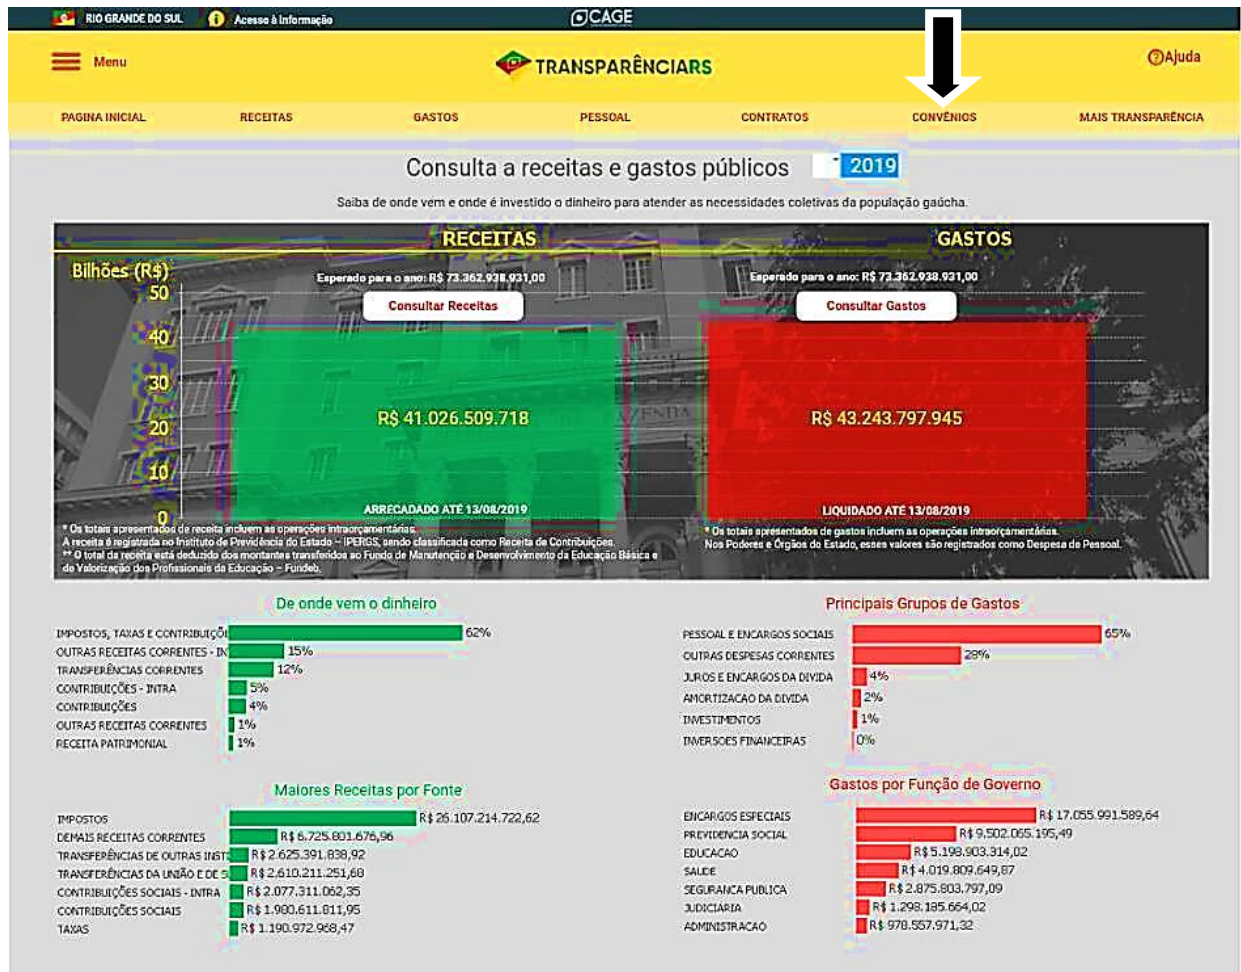 RIO GRANDE DO SUL
Acesso à Informação
CAGE
Menu
TRANSPARÊNCIARS
Ajuda
PAGINA INICIAL
RECEITAS
GASTOS
PESSOAL
CONTRATOS
CONVÊNIOS
MAIS TRANSPARÊNCIA
Consulta a receitas e gastos públicos
2019
Saiba de onde vem e onde é investido o dinheiro para atender as necessidades coletivas da população gaúcha.
RECEITAS
GASTOS
Bilhões (R$)
Esperado para o ano: R$ 73.362.938.931,00
Esperado para o ano: R$ 73.362.938.931,00
50
Consultar Receitas
Consultar Gastos
40
30
R$ 41.026.509.718
R$ 43.243.797.945
20
10
0
ARRECADADO ATÉ 13/08/2019
LIQUIDADO ATÉ 13/08/2019
* Os totais apresentados de receita incluem as operações intraorçamentárias.
A receita é registrada no Instituto de Previdência do Estado – IPERGS, sendo classificada como Receita de Contribuições.
** O total da receita está deduzido dos montantes transferidos ao Fundo de Manutenção e Desenvolvimento da Educação Básica e
de Valorização dos Profissionais da Educação – Fundeb.
* Os totais apresentados de gastos incluem as operações intraorçamentárias.
Nos Poderes e Órgãos do Estado, esses valores são registrados como Despesa de Pessoal.
De onde vem o dinheiro
IMPOSTOS, TAXAS E CONTRIBUIÇÕE 62%
OUTRAS RECEITAS CORRENTES - IN 15%
TRANSFERÊNCIAS CORRENTES 12%
CONTRIBUIÇÕES - INTRA 5%
CONTRIBUIÇÕES 4%
OUTRAS RECEITAS CORRENTES 1%
RECEITA PATRIMONIAL 1%
Principais Grupos de Gastos
PESSOAL E ENCARGOS SOCIAIS 65%
OUTRAS DESPESAS CORRENTES 28%
JUROS E ENCARGOS DA DIVIDA 4%
AMORTIZACAO DA DIVIDA 2%
INVESTIMENTOS 1%
INVERSOES FINANCEIRAS 0%
Maiores Receitas por Fonte
IMPOSTOS R$ 26.107.214.722,62
DEMAIS RECEITAS CORRENTES R$ 6.725.801.676,96
TRANSFERÊNCIAS DE OUTRAS INSTI R$ 2.625.391.838,92
TRANSFERÊNCIAS DA UNIÃO E DE S R$ 2.610.211.251,68
CONTRIBUIÇÕES SOCIAIS - INTRA R$ 2.077.311.062,35
CONTRIBUIÇÕES SOCIAIS R$ 1.980.611.811,95
TAXAS R$ 1.190.972.968,47
Gastos por Função de Governo
ENCARGOS ESPECIAIS R$ 17.055.991.589,64
PREVIDENCIA SOCIAL R$ 9.502.065.195,49
EDUCACAO R$ 5.198.903.314,02
SAUDE R$ 4.019.809.649,87
SEGURANCA PUBLICA R$ 2.875.803.797,09
JUDICIARIA R$ 1.298.185.664,02
ADMINISTRACAO R$ 978.557.971,32